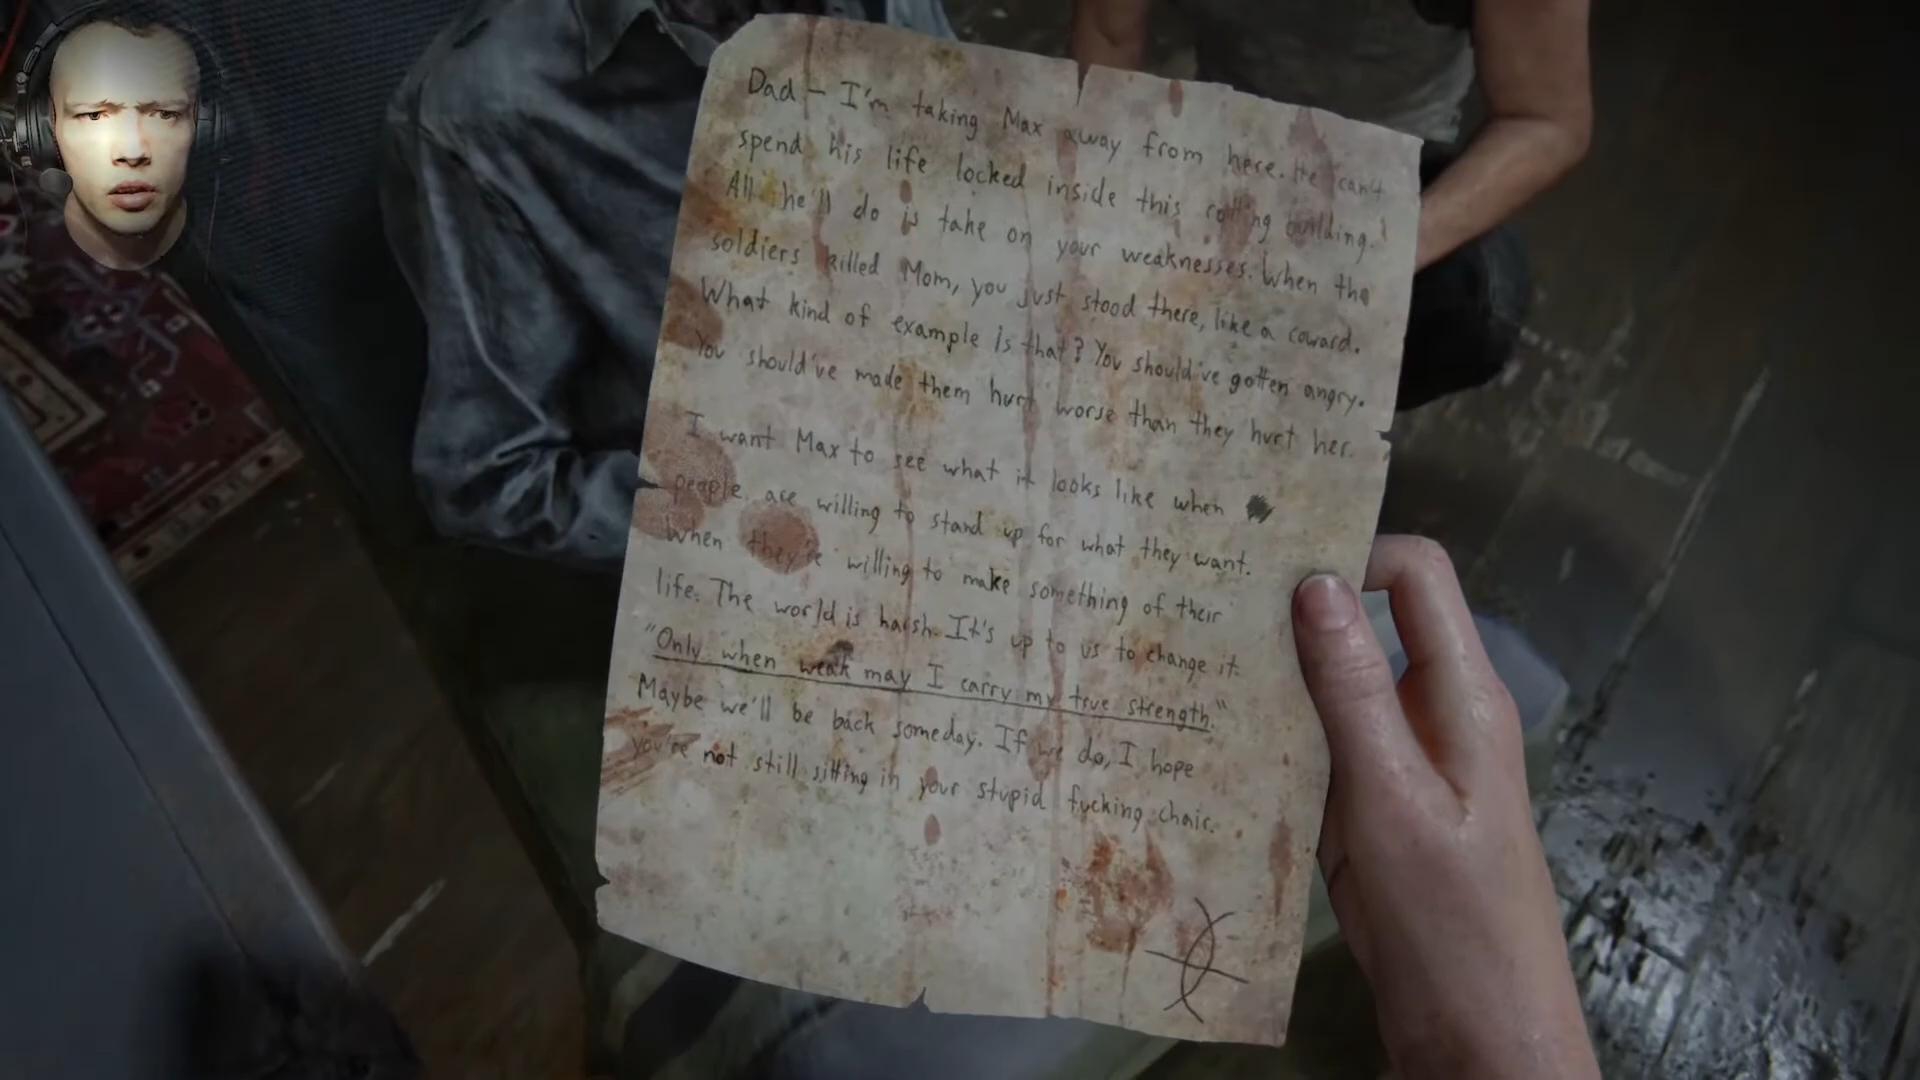 Dad - I'm taking Max away from here. He can't
spend his life locked inside this rotting building.
All he'll do is take on your weaknesses. When the
soldiers killed Mom, you just stood there, like a coward.
What kind of example is that? You should've gotten angry.
You should've made them hurt worse than they hurt her.
I want Max to see what it looks like when
people are willing to stand up for what they want.
When they're willing to make something of their
life. The world is harsh. It's up to us to change it.
"Only when weak may I carry my true strength."
Maybe we'll be back someday. If we do, I hope
you're not still sitting in your stupid fucking chair.